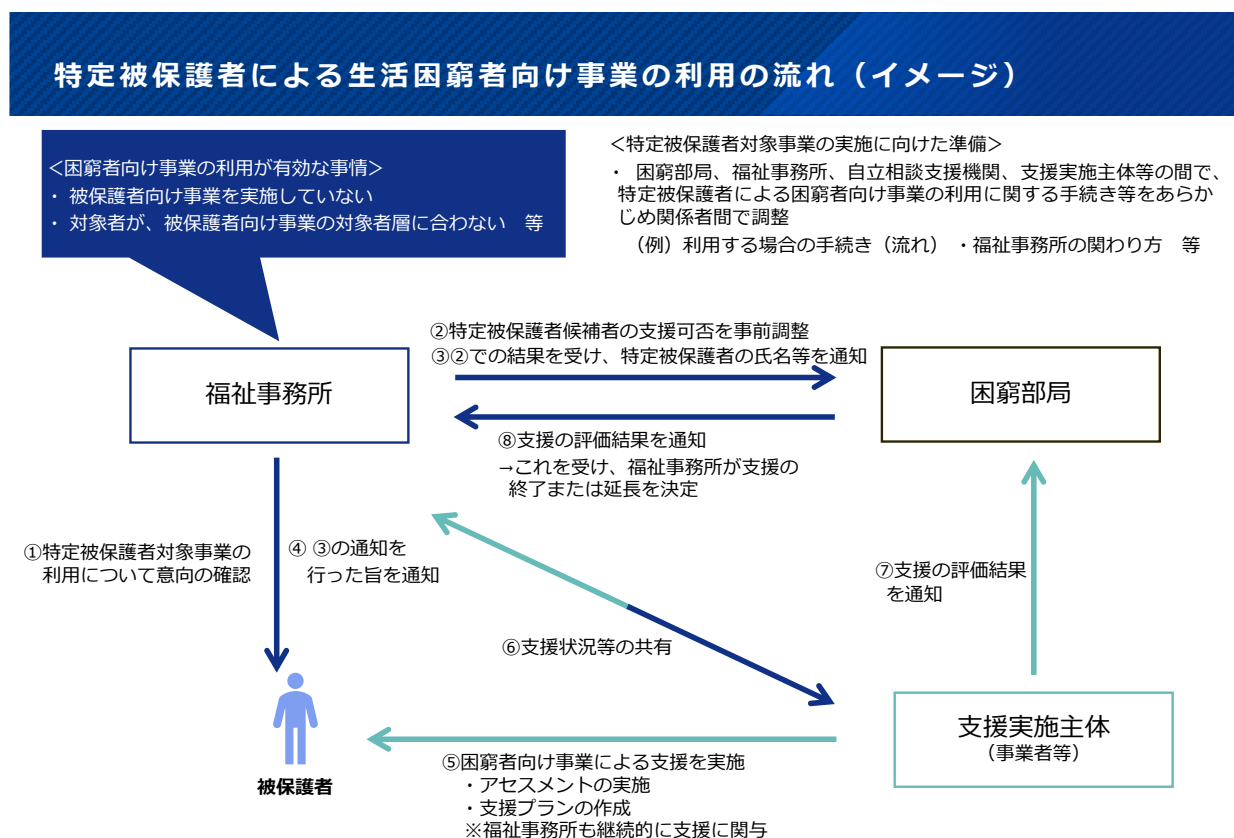 特定被保護者による生活困窮者向け事業の利用の流れ（イメージ）
＜困窮者向け事業の利用が有効な事情＞
・ 被保護者向け事業を実施していない
・ 対象者が、被保護者向け事業の対象者層に合わない　等
＜特定被保護者対象事業の実施に向けた準備＞
・ 困窮部局、福祉事務所、自立相談支援機関、支援実施主体等の間で、
特定被保護者による困窮者向け事業の利用に関する手続き等をあらか
じめ関係者間で調整
（例）利用する場合の手続き（流れ） ・福祉事務所の関わり方　等
②特定被保護者候補者の支援可否を事前調整
③②での結果を受け、特定被保護者の氏名等を通知
福祉事務所
困窮部局
⑧支援の評価結果を通知
→これを受け、福祉事務所が支援の
終了または延長を決定
①特定被保護者対象事業の
利用について意向の確認
④ ③の通知を
行った旨を通知
⑦支援の評価結果
を通知
⑥支援状況等の共有
支援実施主体
（事業者等）
被保護者
⑤困窮者向け事業による支援を実施
・アセスメントの実施
・支援プランの作成
※福祉事務所も継続的に支援に関与